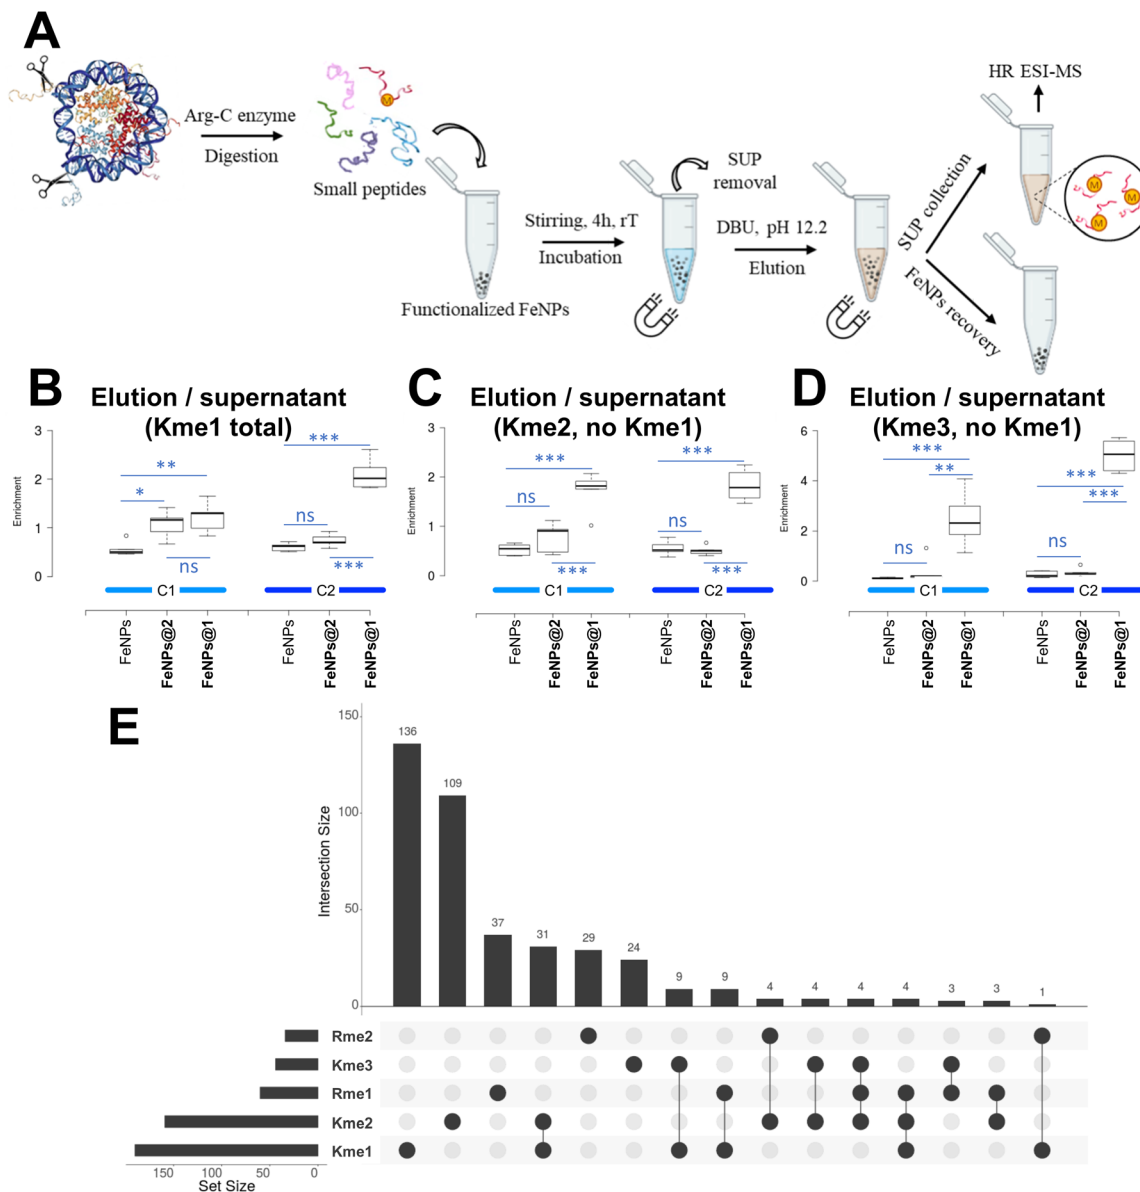 A
HR ESI-MS
Arg-C enzyme
Digestion
M
Small peptides
SUP
removal
SUP collection
M
M
M
Stirring, 4h, rT
Incubation
DBU, pH 12.2
Elution
FeNPs recovery
Functionalized FeNPs
B
Elution / supernatant
(Kme1 total)
Enrichment
3
2
1
0
*
**
ns
ns
***
***
C1
C2
FeNPs
FeNPs@2
FeNPs@1
FeNPs
FeNPs@2
FeNPs@1
C
Elution / supernatant
(Kme2, no Kme1)
Enrichment
3
2
1
0
***
ns
***
***
ns
***
C1
C2
FeNPs
FeNPs@2
FeNPs@1
FeNPs
FeNPs@2
FeNPs@1
D
Elution / supernatant
(Kme3, no Kme1)
Enrichment
6
5
4
3
2
1
0
***
**
ns
***
***
ns
C1
C2
FeNPs
FeNPs@2
FeNPs@1
FeNPs
FeNPs@2
FeNPs@1
E
Intersection Size
150
100
50
0
136
109
37
31
29
24
9
9
4
4
4
4
3
3
1
Rme2
Kme3
Rme1
Kme2
Kme1
150 100 50 0
Set Size